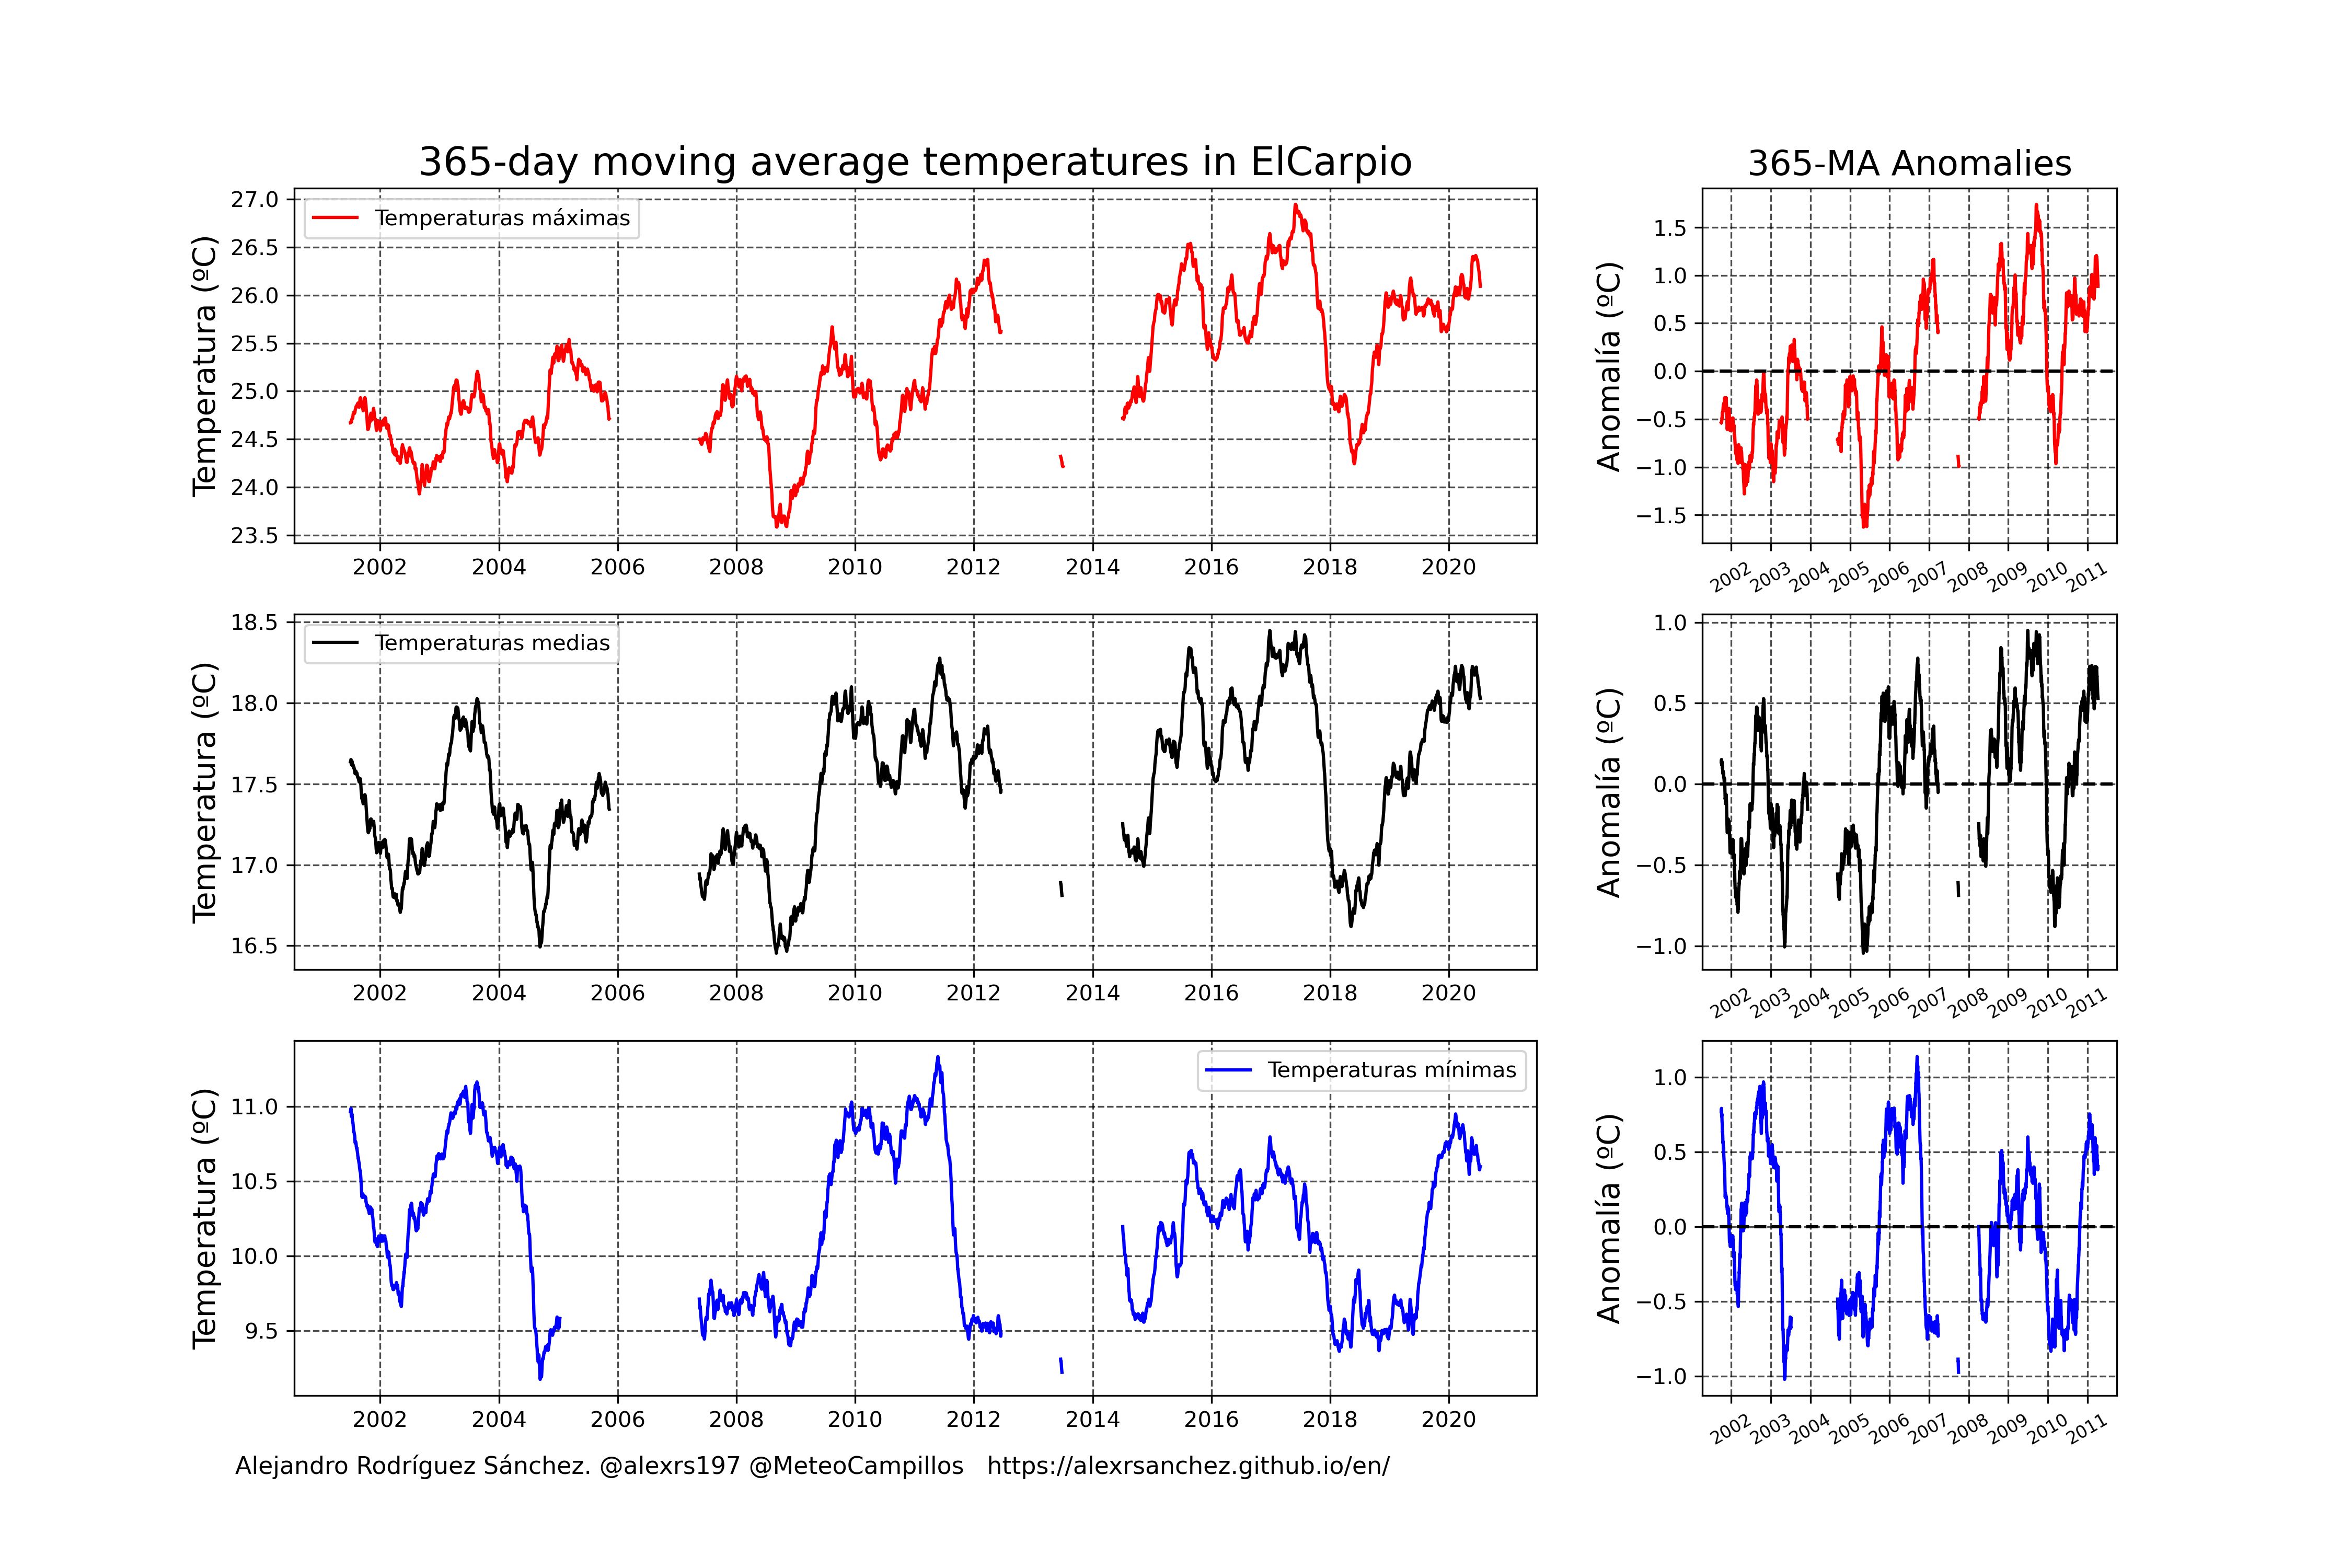 365-day moving average temperatures in ElCarpio
Temperatura (ºC)
27.0
26.5
26.0
25.5
25.0
24.5
24.0
23.5
Temperaturas máximas
2002 2004 2006 2008 2010 2012 2014 2016 2018 2020
365-MA Anomalies
Anomalía (ºC)
1.5
1.0
0.5
0.0
−0.5
−1.0
−1.5
2002 2003 2004 2005 2006 2007 2008 2009 2010 2011
Temperatura (ºC)
18.5
18.0
17.5
17.0
16.5
Temperaturas medias
2002 2004 2006 2008 2010 2012 2014 2016 2018 2020
Anomalía (ºC)
1.0
0.5
0.0
−0.5
−1.0
2002 2003 2004 2005 2006 2007 2008 2009 2010 2011
Temperatura (ºC)
11.0
10.5
10.0
9.5
Temperaturas mínimas
2002 2004 2006 2008 2010 2012 2014 2016 2018 2020
Anomalía (ºC)
1.0
0.5
0.0
−0.5
−1.0
2002 2003 2004 2005 2006 2007 2008 2009 2010 2011
Alejandro Rodríguez Sánchez. @alexrs197 @MeteoCampillos https://alexrsanchez.github.io/en/